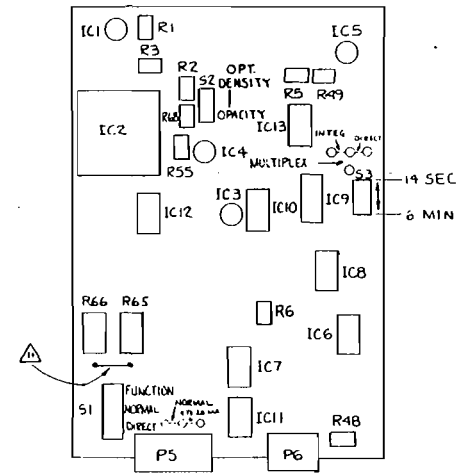 IC1
R1
IC5
R3
R2
S2
OPT. DENSITY
R5
R49
IC2
R68
OPACITY
IC13
INTEG
DIRECT
R55
IC4
MULTIPLEX
S3
14 SEC
IC12
IC3
IC10
IC9
6 MIN
IC8
R66
R65
R6
IC6
IC7
S1
FUNCTION
NORMAL
NORMAL
DIRECT
IC11
R48
P5
P6